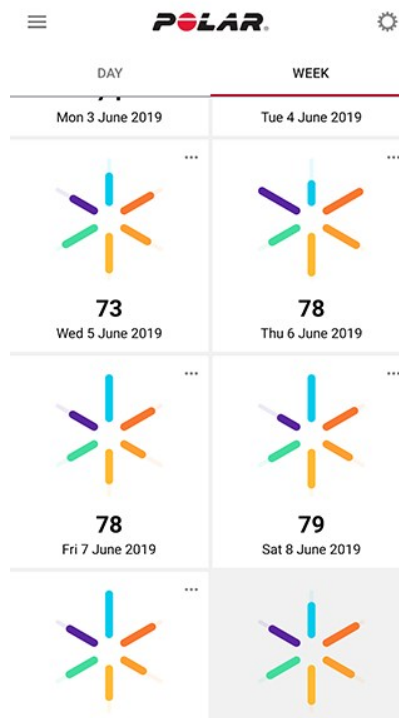 POLAR
DAY
WEEK
Mon 3 June 2019
Tue 4 June 2019
73
78
Wed 5 June 2019
Thu 6 June 2019
78
79
Fri 7 June 2019
Sat 8 June 2019